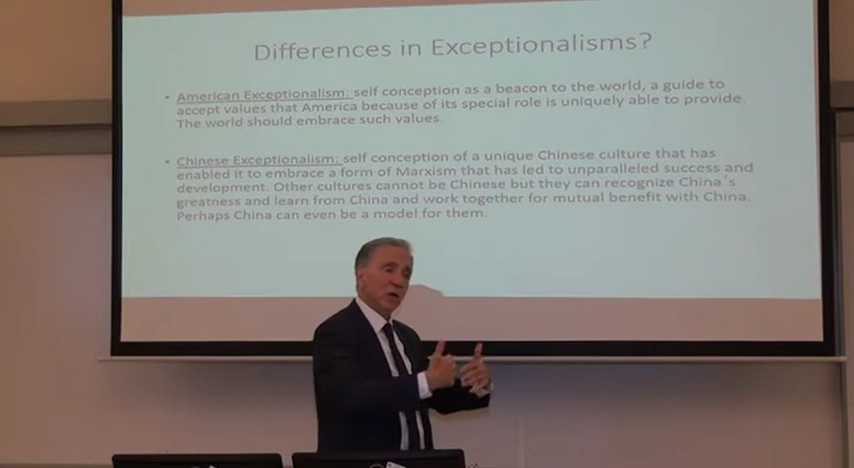 Differences in Exceptionalisms?
• American Exceptionalism: self conception as a beacon to the world, a guide to
accept values that America because of its special role is uniquely able to provide.
The world should embrace such values.
• Chinese Exceptionalism: self conception of a unique Chinese culture that has
enabled it to embrace a form of Marxism that has led to unparalleled success and
development. Other cultures cannot be Chinese but they can recognize China´s
greatness and learn from China and work together for mutual benefit with China.
Perhaps China can even be a model for them.